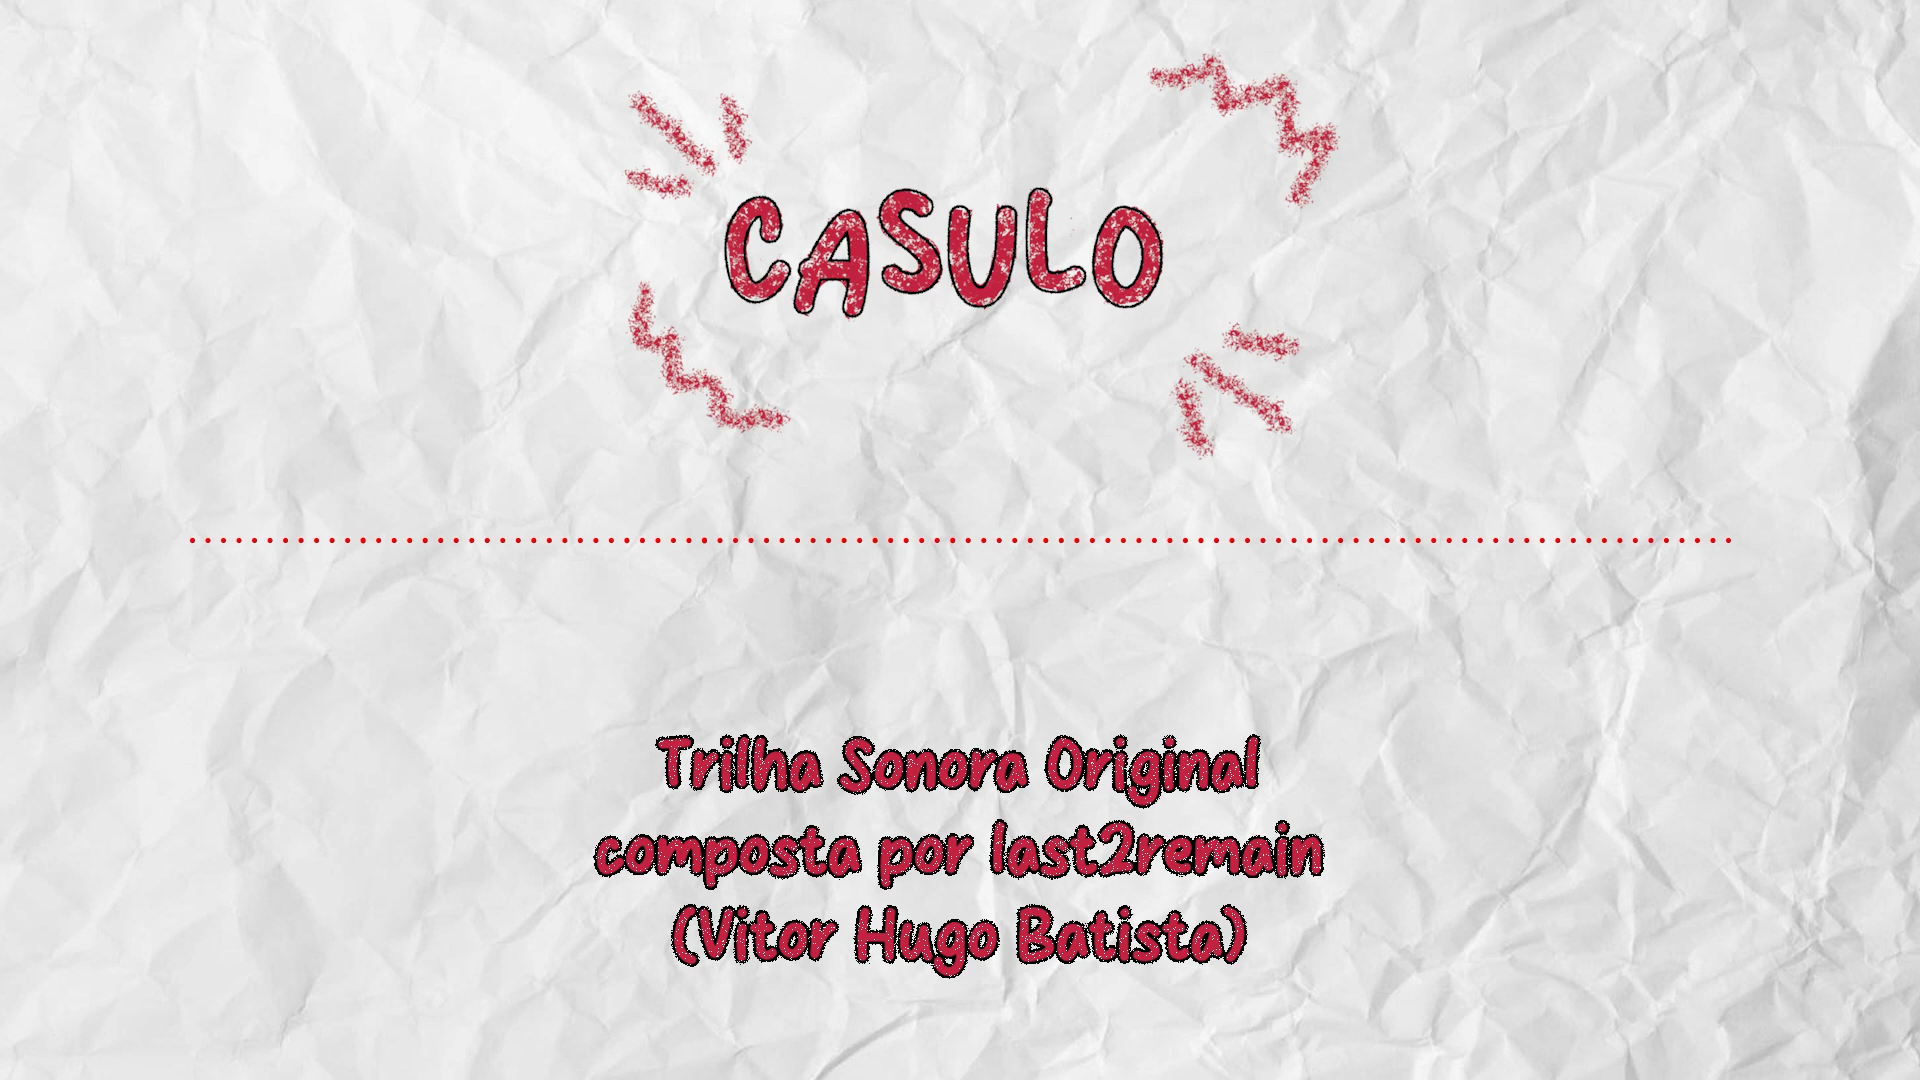 CASULO
Trilha Sonora Original
composta por last2remain
(Vitor Hugo Batista)